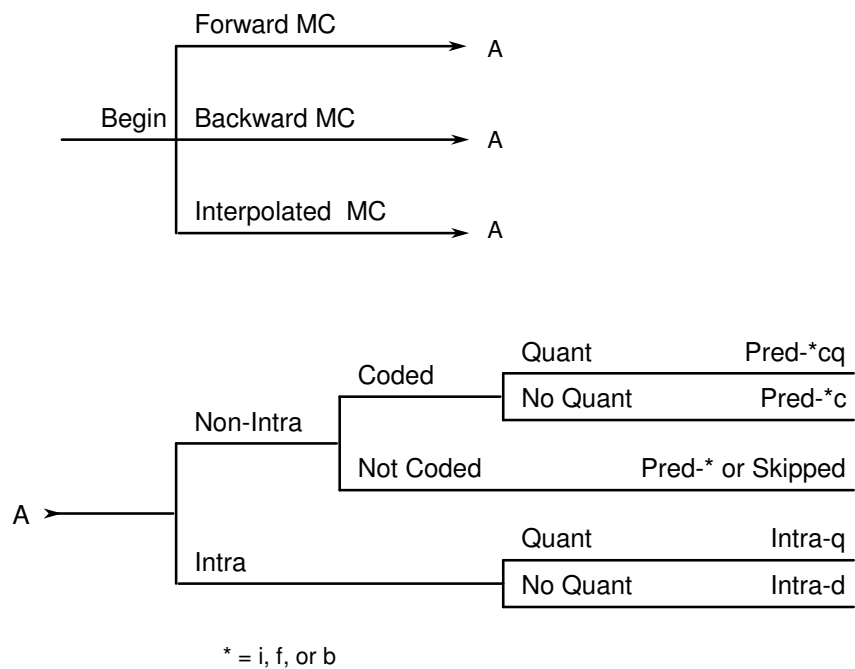 Forward MC
A
Begin
Backward MC
A
Interpolated MC
A
Quant Pred-*cq
Coded
No Quant Pred-*c
Non-Intra
Not Coded Pred-* or Skipped
A
Quant Intra-q
Intra
No Quant Intra-d
* = i, f, or b